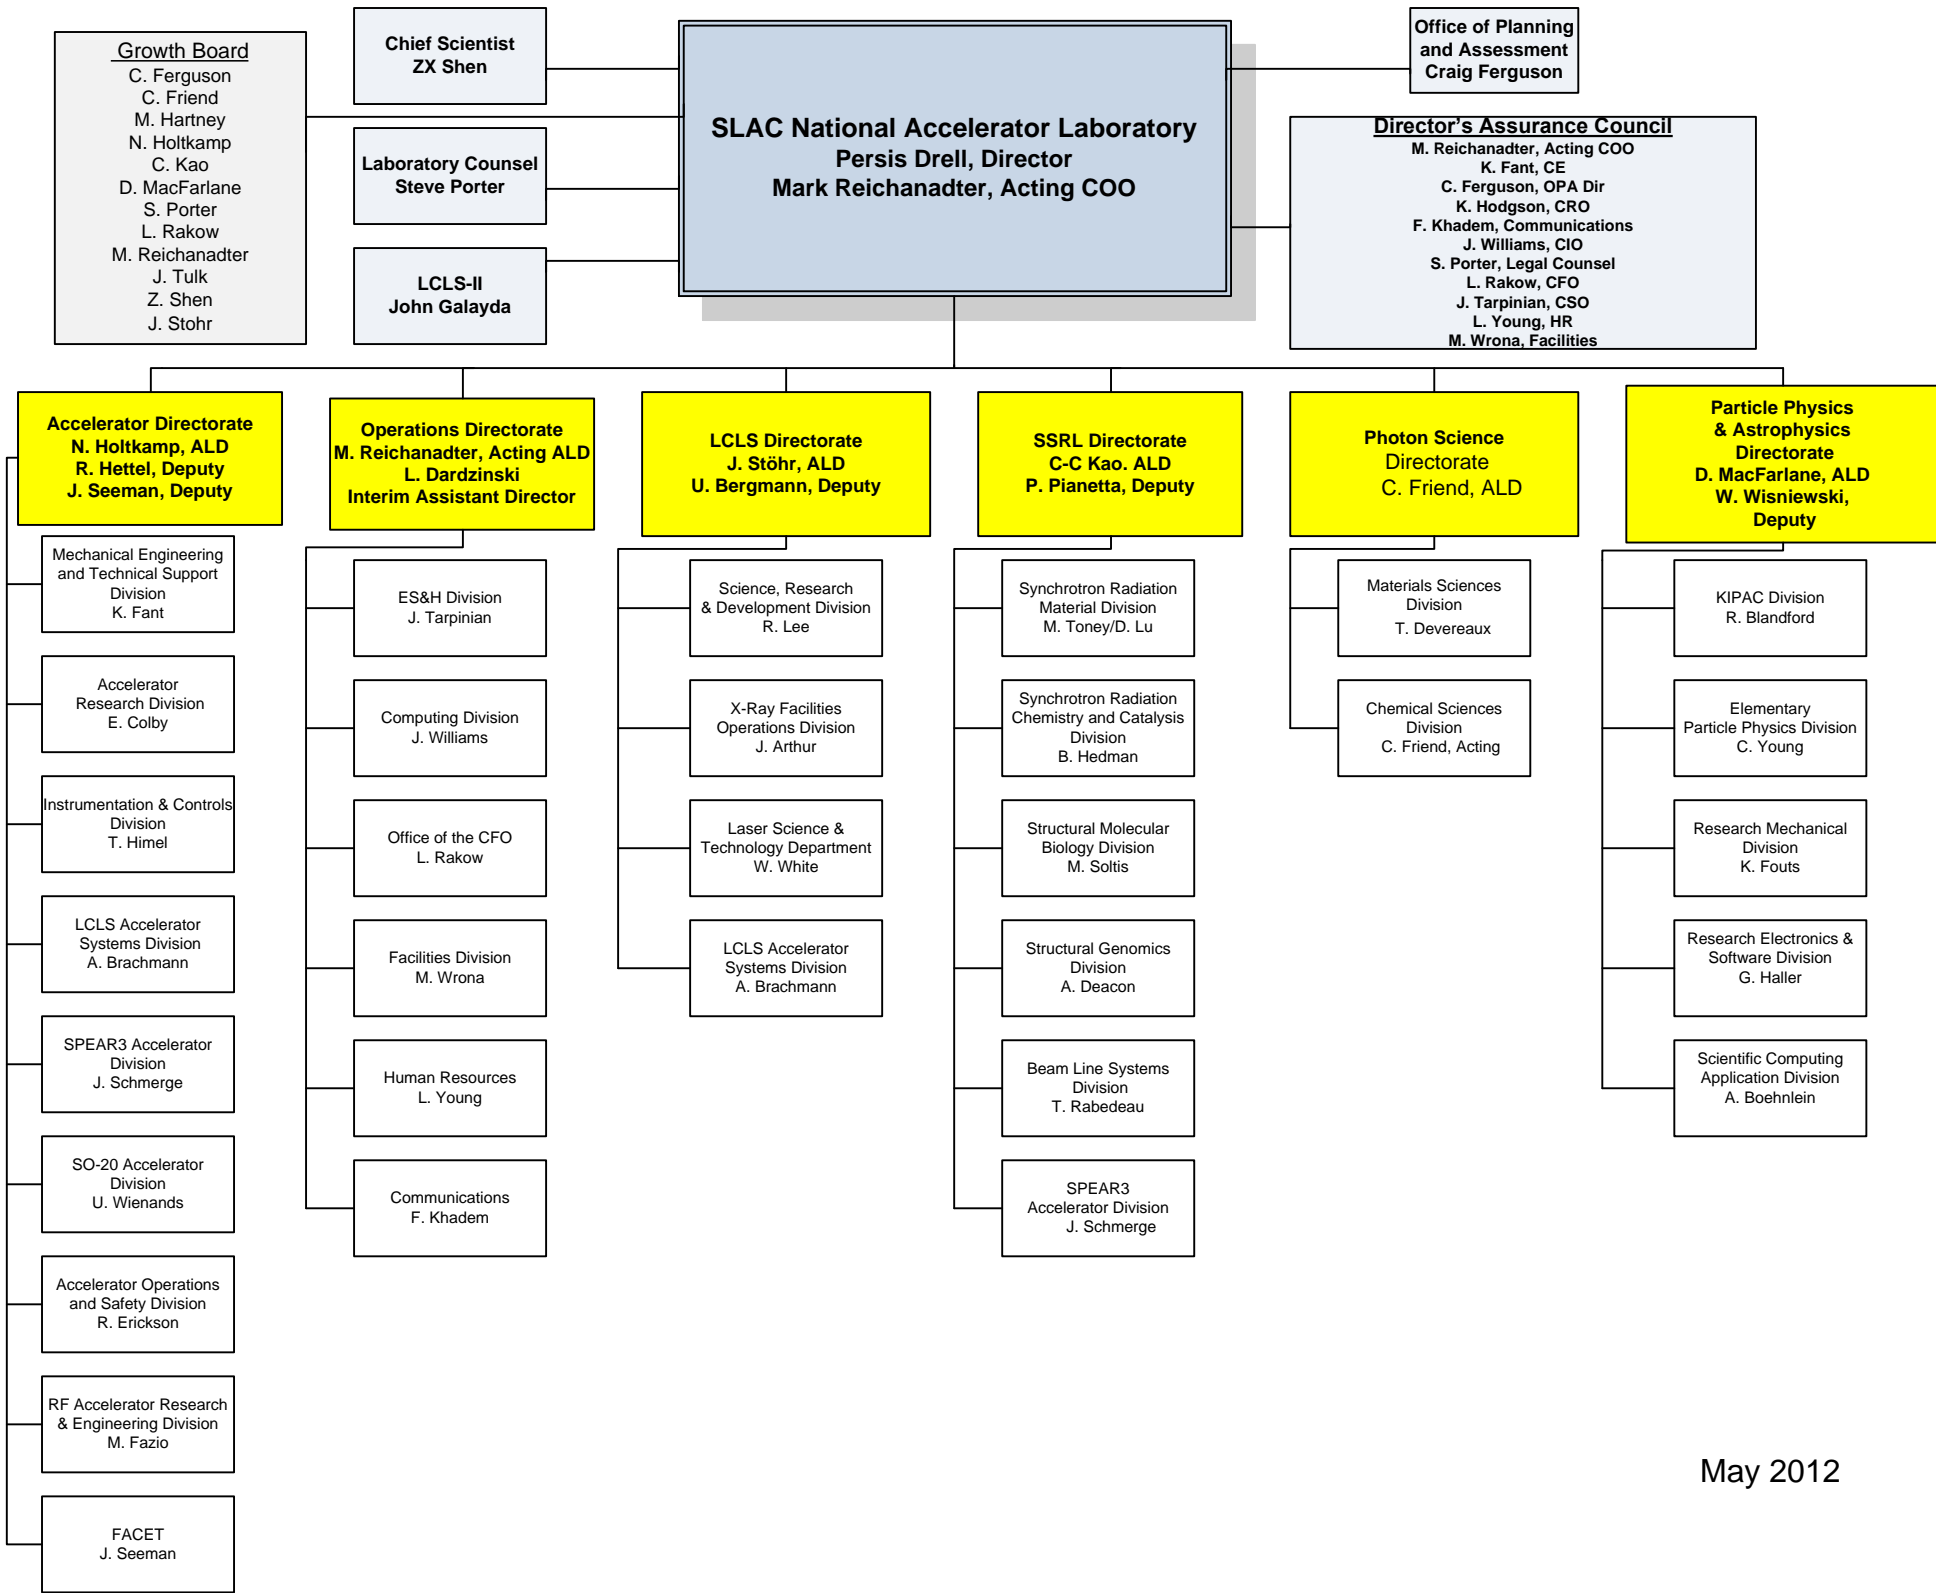 Growth Board
C. Ferguson
C. Friend
M. Hartney
N. Holtkamp
C. Kao
D. MacFarlane
S. Porter
L. Rakow
M. Reichanadter
J. Tulk
Z. Shen
J. Stohr
Chief Scientist
ZX Shen
Laboratory Counsel
Steve Porter
LCLS-II
John Galayda
SLAC National Accelerator Laboratory
Persis Drell, Director
Mark Reichanadter, Acting COO
Office of Planning
and Assessment
Craig Ferguson
Director's Assurance Council
M. Reichanadter, Acting COO
K. Fant, CE
C. Ferguson, OPA Dir
K. Hodgson, CRO
F. Khadem, Communications
J. Williams, CIO
S. Porter, Legal Counsel
L. Rakow, CFO
J. Tarpinian, CSO
L. Young, HR
M. Wrona, Facilities
Accelerator Directorate
N. Holtkamp, ALD
R. Hettel, Deputy
J. Seeman, Deputy
Mechanical Engineering
and Technical Support
Division
K. Fant
Accelerator
Research Division
E. Colby
Instrumentation & Controls
Division
T. Himel
LCLS Accelerator
Systems Division
A. Brachmann
SPEAR3 Accelerator
Division
J. Schmerge
SO-20 Accelerator
Division
U. Wienands
Accelerator Operations
and Safety Division
R. Erickson
RF Accelerator Research
& Engineering Division
M. Fazio
FACET
J. Seeman
Operations Directorate
M. Reichanadter, Acting ALD
L. Dardzinski
Interim Assistant Director
ES&H Division
J. Tarpinian
Computing Division
J. Williams
Office of the CFO
L. Rakow
Facilities Division
M. Wrona
Human Resources
L. Young
Communications
F. Khadem
LCLS Directorate
J. Stöhr, ALD
U. Bergmann, Deputy
Science, Research
& Development Division
R. Lee
X-Ray Facilities
Operations Division
J. Arthur
Laser Science &
Technology Department
W. White
LCLS Accelerator
Systems Division
A. Brachmann
SSRL Directorate
C-C Kao. ALD
P. Pianetta, Deputy
Synchrotron Radiation
Material Division
M. Toney/D. Lu
Synchrotron Radiation
Chemistry and Catalysis
Division
B. Hedman
Structural Molecular
Biology Division
M. Soltis
Structural Genomics
Division
A. Deacon
Beam Line Systems
Division
T. Rabedeau
SPEAR3
Accelerator Division
J. Schmerge
Photon Science
Directorate
C. Friend, ALD
Materials Sciences
Division
T. Devereaux
Chemical Sciences
Division
C. Friend, Acting
Particle Physics
& Astrophysics
Directorate
D. MacFarlane, ALD
W. Wisniewski,
Deputy
KIPAC Division
R. Blandford
Elementary
Particle Physics Division
C. Young
Research Mechanical
Division
K. Fouts
Research Electronics &
Software Division
G. Haller
Scientific Computing
Application Division
A. Boehnlein
May 2012